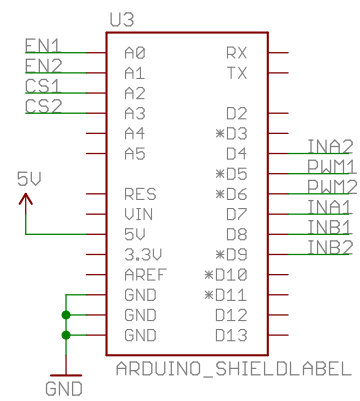 U3
EN1 A0 RX
EN2 A1 TX
CS1 A2
CS2 A3 D2
A4 *D3
A5 D4 INA2
*D5 PWM1
5V RES *D6 PWM2
VIN D7 INA1
5V D8 INB1
3.3V *D9 INB2
AREF *D10
GND *D11
GND D12
GND D13
ARDUINO_SHIELDLABEL
GND